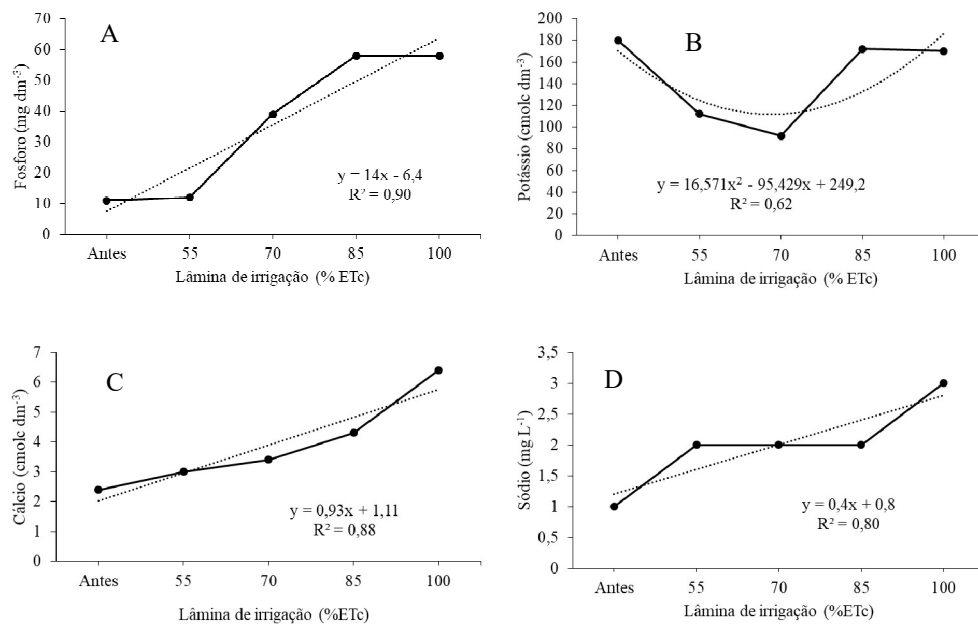 A
Fosforo (mg dm⁻³)
70
60
50
40
30
20
10
0
y = 14x - 6,4
R² = 0,90
Antes 55 70 85 100
Lâmina de irrigação (% ETc)
B
Potássio (cmolc dm⁻³)
200
180
160
140
120
100
80
60
40
20
0
y = 16,571x² - 95,429x + 249,2
R² = 0,62
Antes 55 70 85 100
Lâmina de irrigação (% ETc)
C
Cálcio (cmolc dm⁻³)
7
6
5
4
3
2
1
0
y = 0,93x + 1,11
R² = 0,88
Antes 55 70 85 100
Lâmina de irrigação (%ETc)
D
Sódio (mg L⁻¹)
3,5
3
2,5
2
1,5
1
0,5
0
y = 0,4x + 0,8
R² = 0,80
Antes 55 70 85 100
Lâmina de irrigação (%ETc)